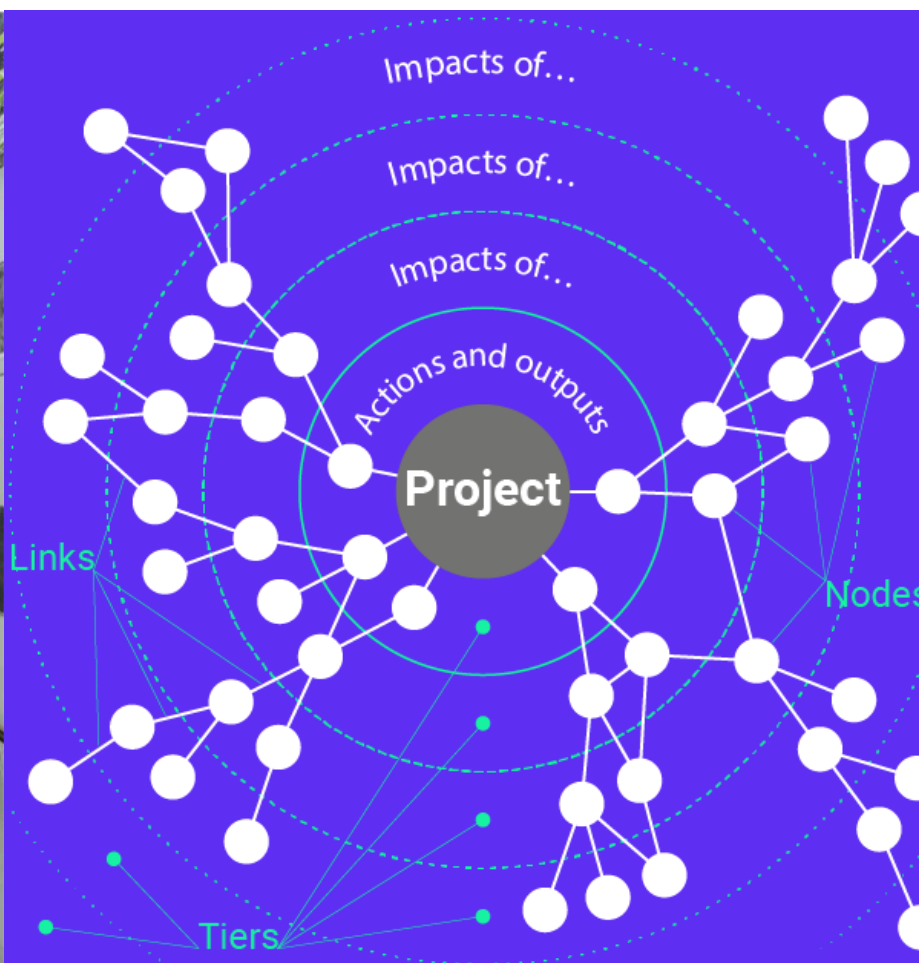 Impacts of...
Impacts of...
Impacts of...
Actions and outputs
Project
Links
Nodes
Tiers